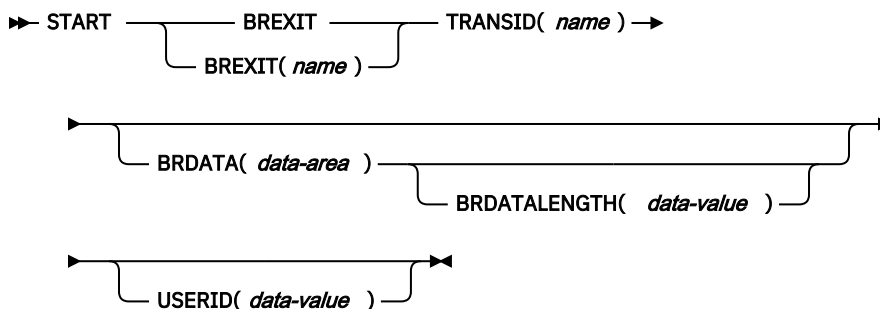 START BREXIT TRANSID( name )
BREXIT( name )
BRDATA( data-area )
BRDATALENGTH( data-value )
USERID( data-value )